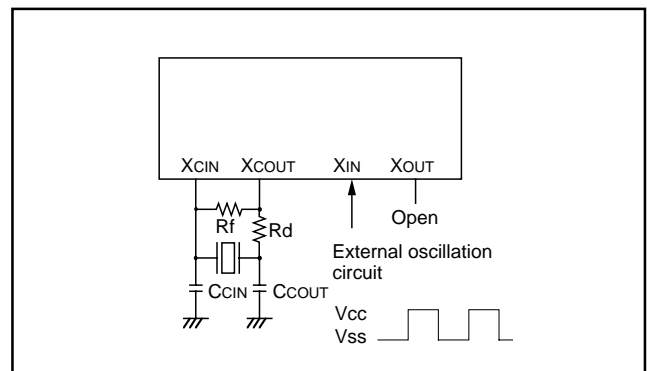 XCIN XCOUT XIN XOUT
Rf
Rd
Open
External oscillation
circuit
CCIN CCOUT
Vcc
Vss